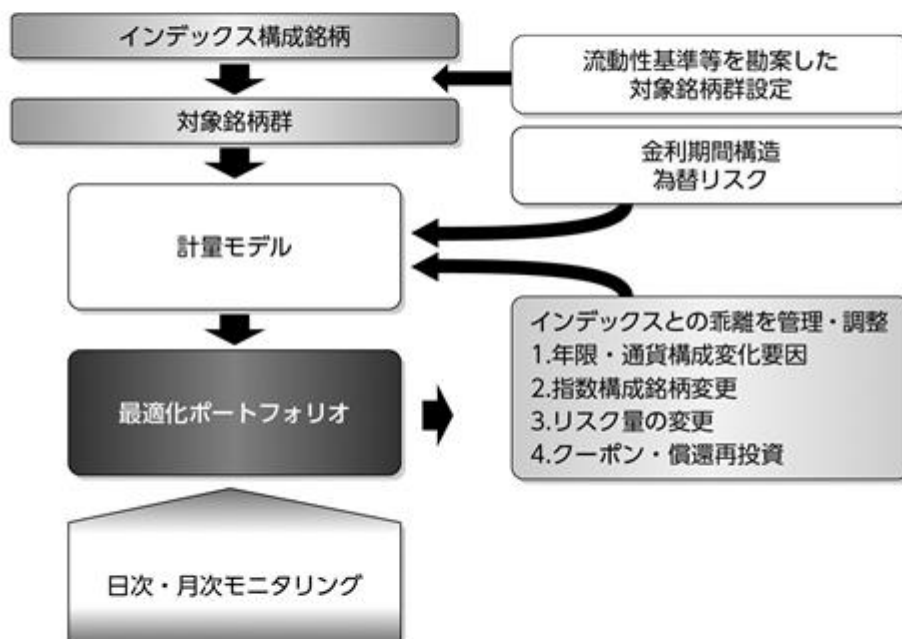 インデックス構成銘柄
流動性基準等を勘案した
対象銘柄群設定
対象銘柄群
金利期間構造
為替リスク
計量モデル
インデックスとの乖離を管理・調整
1.年限・通貨構成変化要因
2.指数構成銘柄変更
3.リスク量の変更
4.クーポン・償還再投資
最適化ポートフォリオ
日次・月次モニタリング